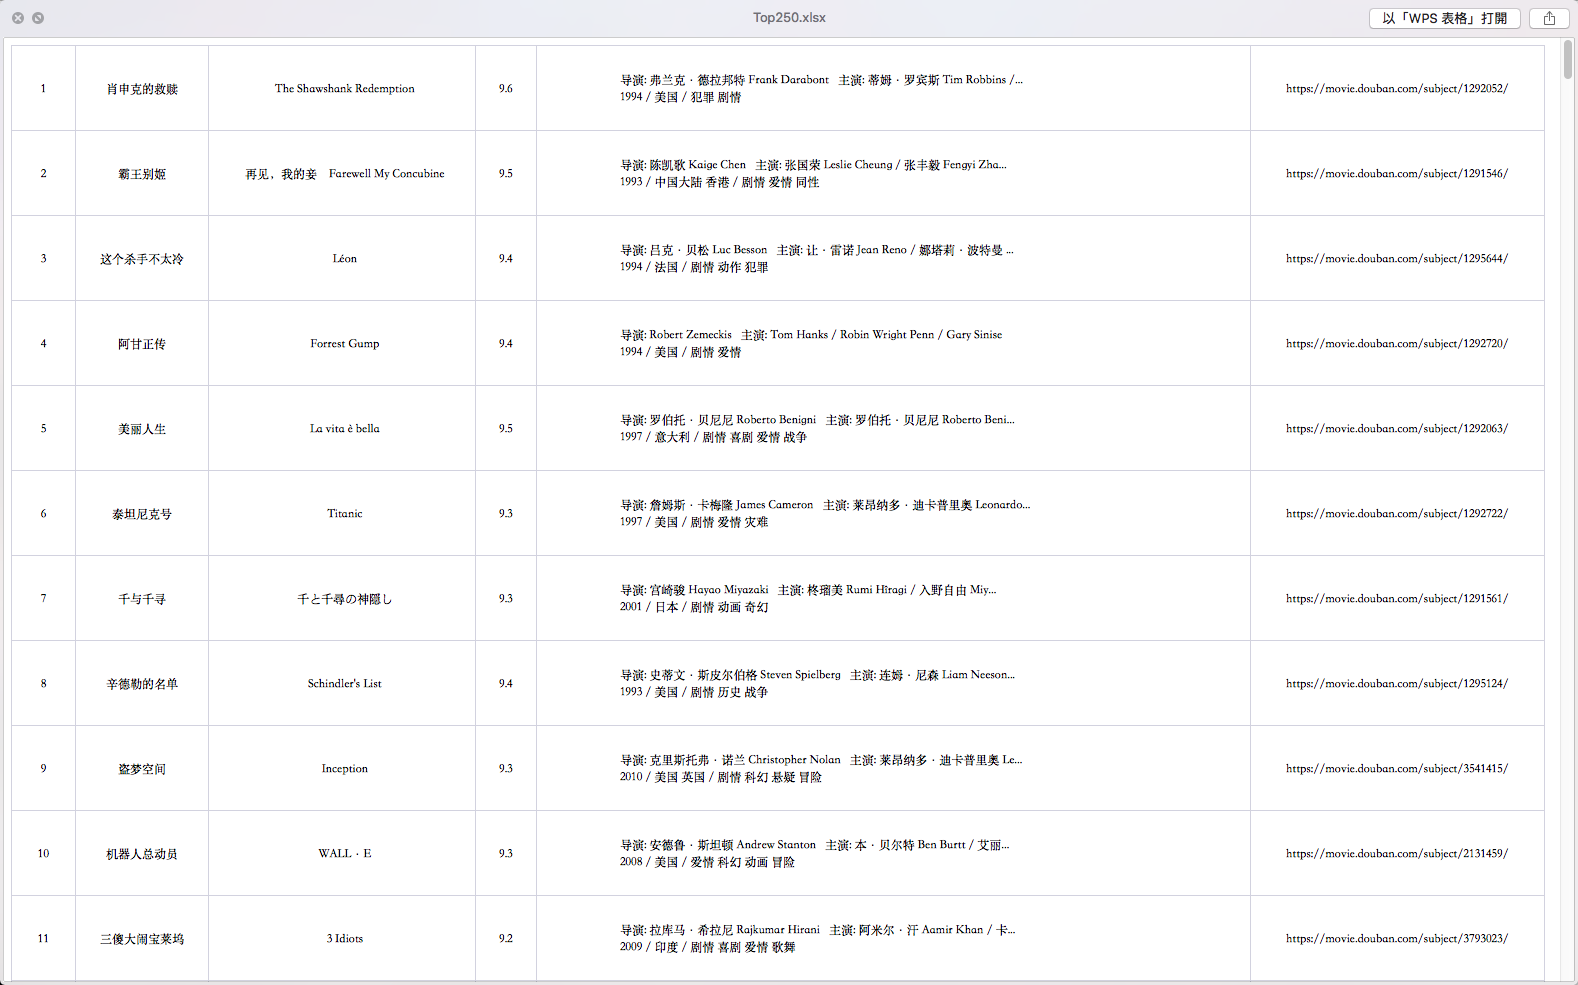 Top250.xlsx
以「WPS 表格」打開
1 肖申克的救赎 The Shawshank Redemption 9.6 导演: 弗兰克·德拉邦特 Frank Darabont 主演: 蒂姆·罗宾斯 Tim Robbins /...
1994 / 美国 / 犯罪 剧情
https://movie.douban.com/subject/1292052/
2 霸王别姬 再见，我的妾 Farewell My Concubine 9.5 导演: 陈凯歌 Kaige Chen 主演: 张国荣 Leslie Cheung / 张丰毅 Fengyi Zha...
1993 / 中国大陆 香港 / 剧情 爱情 同性
https://movie.douban.com/subject/1291546/
3 这个杀手不太冷 Léon 9.4 导演: 吕克·贝松 Luc Besson 主演: 让·雷诺 Jean Reno / 娜塔莉·波特曼 ...
1994 / 法国 / 剧情 动作 犯罪
https://movie.douban.com/subject/1295644/
4 阿甘正传 Forrest Gump 9.4 导演: Robert Zemeckis 主演: Tom Hanks / Robin Wright Penn / Gary Sinise
1994 / 美国 / 剧情 爱情
https://movie.douban.com/subject/1292720/
5 美丽人生 La vita è bella 9.5 导演: 罗伯托·贝尼尼 Roberto Benigni 主演: 罗伯托·贝尼尼 Roberto Beni...
1997 / 意大利 / 剧情 喜剧 爱情 战争
https://movie.douban.com/subject/1292063/
6 泰坦尼克号 Titanic 9.3 导演: 詹姆斯·卡梅隆 James Cameron 主演: 莱昂纳多·迪卡普里奥 Leonardo...
1997 / 美国 / 剧情 爱情 灾难
https://movie.douban.com/subject/1292722/
7 千与千寻 千と千尋の神隠し 9.3 导演: 宫崎骏 Hayao Miyazaki 主演: 柊瑠美 Rumi Hîragi / 入野自由 Miy...
2001 / 日本 / 剧情 动画 奇幻
https://movie.douban.com/subject/1291561/
8 辛德勒的名单 Schindler's List 9.4 导演: 史蒂文·斯皮尔伯格 Steven Spielberg 主演: 连姆·尼森 Liam Neeson...
1993 / 美国 / 剧情 历史 战争
https://movie.douban.com/subject/1295124/
9 盗梦空间 Inception 9.3 导演: 克里斯托弗·诺兰 Christopher Nolan 主演: 莱昂纳多·迪卡普里奥 Le...
2010 / 美国 英国 / 剧情 科幻 悬疑 冒险
https://movie.douban.com/subject/3541415/
10 机器人总动员 WALL·E 9.3 导演: 安德鲁·斯坦顿 Andrew Stanton 主演: 本·贝尔特 Ben Burtt / 艾丽...
2008 / 美国 / 爱情 科幻 动画 冒险
https://movie.douban.com/subject/2131459/
11 三傻大闹宝莱坞 3 Idiots 9.2 导演: 拉库马·希拉尼 Rajkumar Hirani 主演: 阿米尔·汗 Aamir Khan / 卡...
2009 / 印度 / 剧情 喜剧 爱情 歌舞
https://movie.douban.com/subject/3793023/